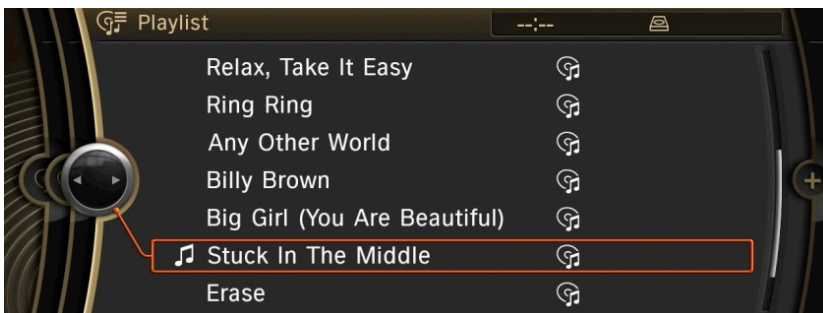 Playlist
--:--
Relax, Take It Easy
Ring Ring
Any Other World
Billy Brown
Big Girl (You Are Beautiful)
Stuck In The Middle
Erase